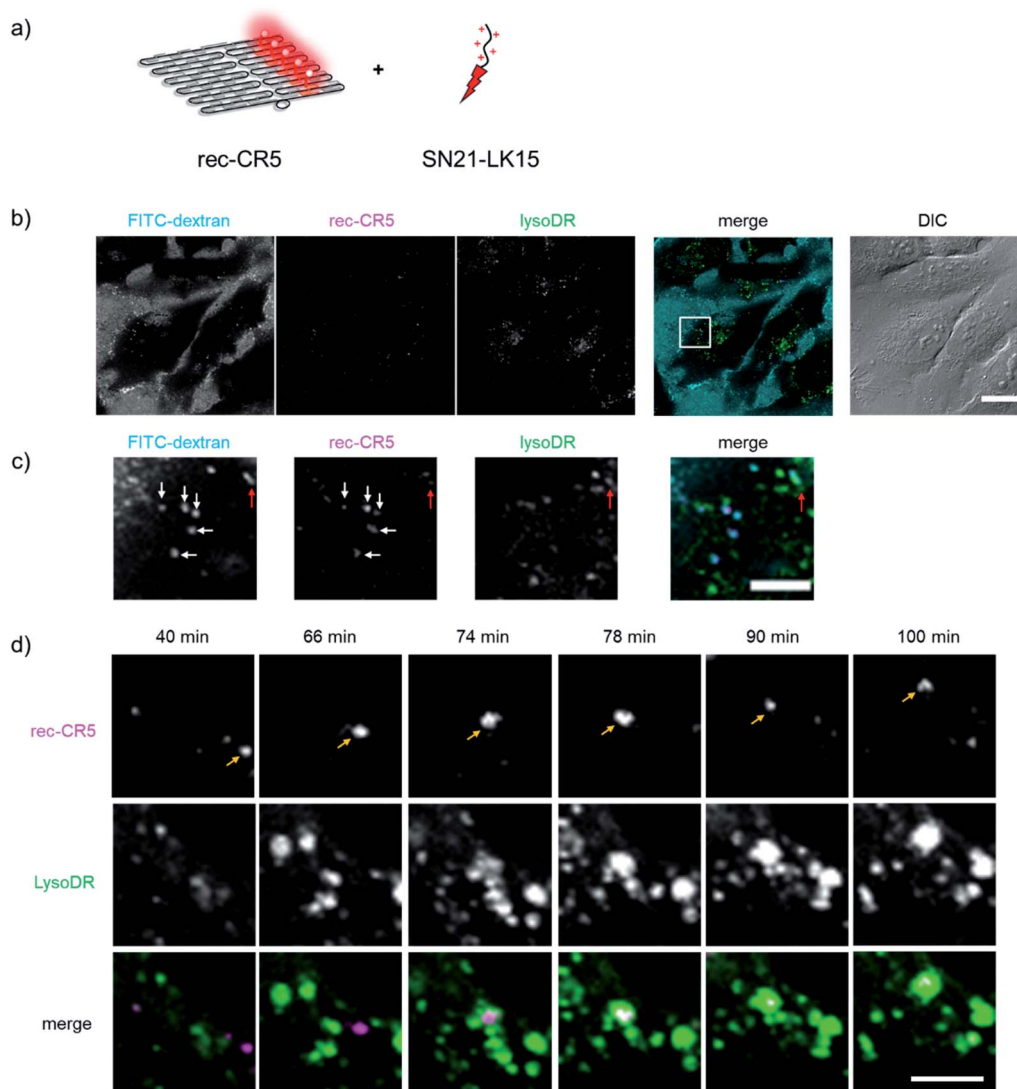 a)
+
+ + + +
rec-CR5
SN21-LK15
b)
FITC-dextran rec-CR5 lysoDR merge DIC
c)
FITC-dextran rec-CR5 lysoDR merge
40 min 66 min 74 min 78 min 90 min 100 min
d)
rec-CR5
LysoDR
merge